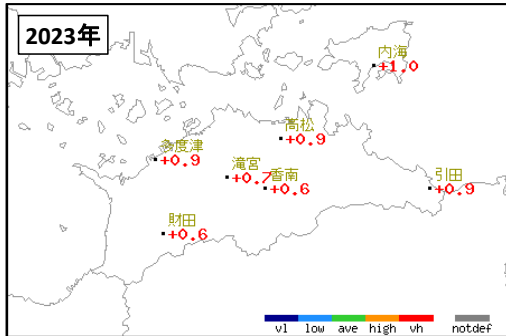 2023年
内海
+1.0
高松
+0.9
多度津
+0.9
滝宮
+0.7
香南
+0.6
引田
+0.9
財田
+0.6
vl low ave high vh notdef